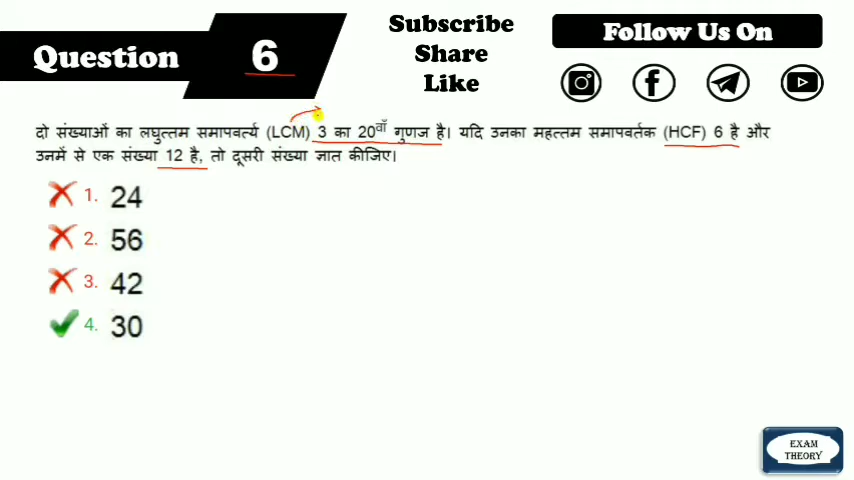 Question 6
Subscribe
Share
Like
Follow Us On
दो संख्याओं का लघुत्तम समापवर्त्य (LCM) 3 का 20वाँ गुणज है। यदि उनका महत्तम समापवर्तक (HCF) 6 है और
उनमें से एक संख्या 12 है, तो दूसरी संख्या ज्ञात कीजिए।
1. 24
2. 56
3. 42
4. 30
EXAM
THEORY